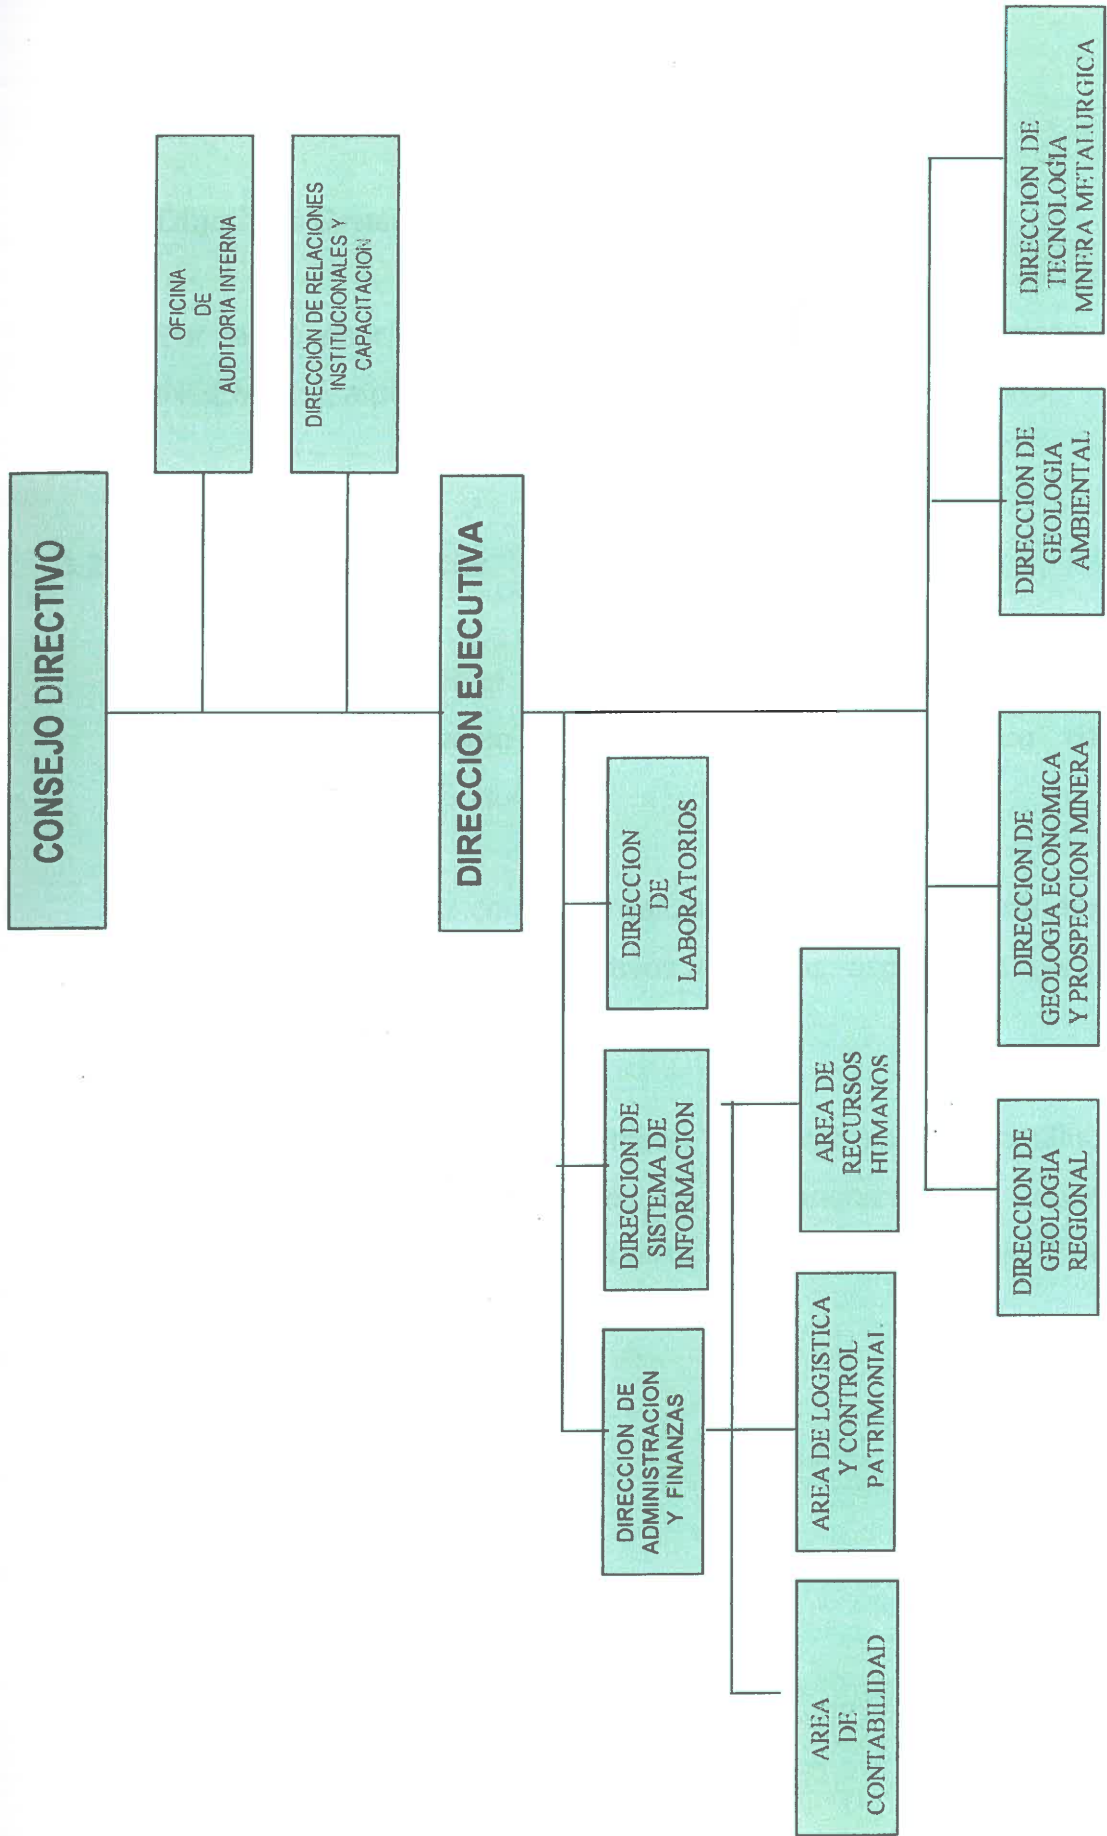 CONSEJO DIRECTIVO
OFICINA
DE
AUDITORIA INTERNA
DIRECCIÓN DE RELACIONES
INSTITUCIONALES Y
CAPACITACION
DIRECCION EJECUTIVA
DIRECCION DE
ADMINISTRACION
Y FINANZAS
DIRECCION DE
SISTEMA DE
INFORMACION
DIRECCION
DE
LABORATORIOS
AREA
DE
CONTABILIDAD
AREA DE LOGISTICA
Y CONTROL
PATRIMONIAL.
AREA DE
RECURSOS
HUMANOS
DIRECCION DE
GEOLOGIA
REGIONAL
DIRECCION DE
GEOLOGIA ECONOMICA
Y PROSPECCION MINERA
DIRECCION DE
GEOLOGIA
AMBIENTAL
DIRECCION DE
TECNOLOGIA
MINERA METALURGICA